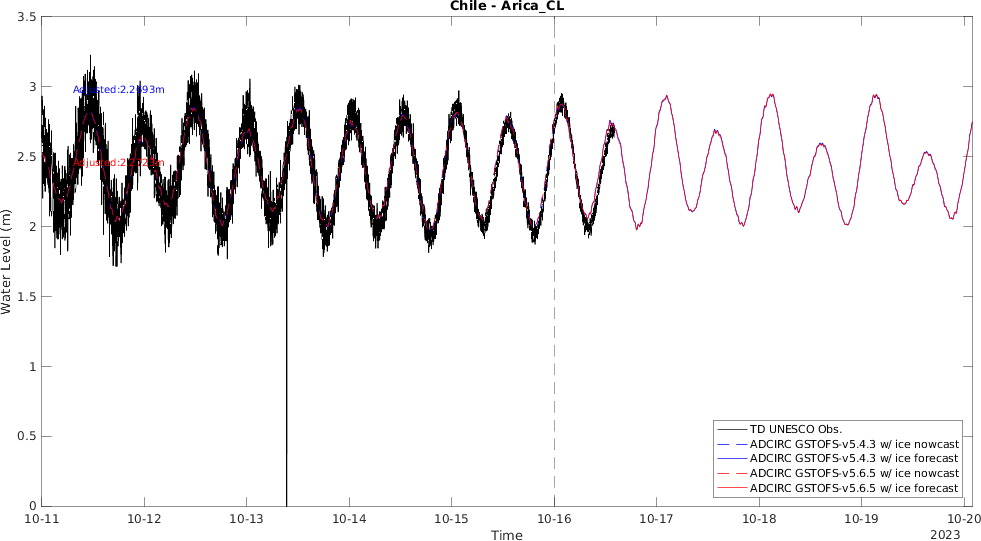 Chile - Arica_CL
3.5
3
2.5
2
1.5
1
0.5
0
Water Level (m)
10-11
10-12
10-13
10-14
10-15
10-16
10-17
10-18
10-19
10-20
Time
2023
TD UNESCO Obs.
ADCIRC GSTOFS-v5.4.3 w/ ice nowcast
ADCIRC GSTOFS-v5.4.3 w/ ice forecast
ADCIRC GSTOFS-v5.6.5 w/ ice nowcast
ADCIRC GSTOFS-v5.6.5 w/ ice forecast